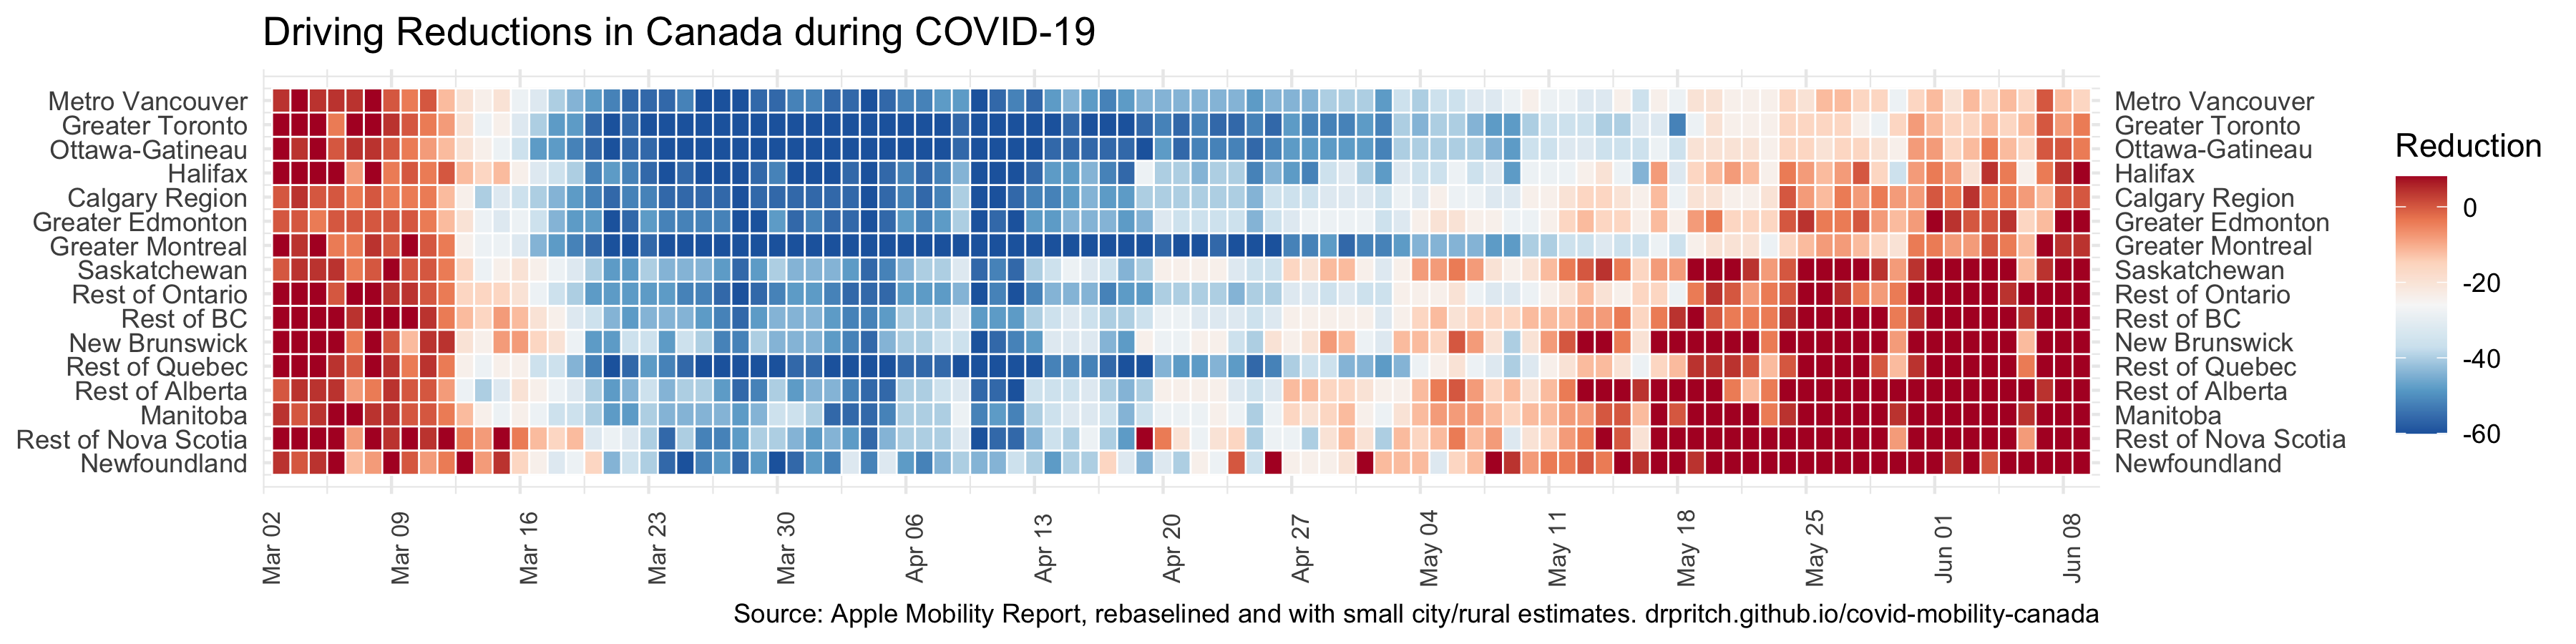 Driving Reductions in Canada during COVID-19
Metro Vancouver
Greater Toronto
Ottawa-Gatineau
Halifax
Calgary Region
Greater Edmonton
Greater Montreal
Saskatchewan
Rest of Ontario
Rest of BC
New Brunswick
Rest of Quebec
Rest of Alberta
Manitoba
Rest of Nova Scotia
Newfoundland
Metro Vancouver
Greater Toronto
Ottawa-Gatineau
Halifax
Calgary Region
Greater Edmonton
Greater Montreal
Saskatchewan
Rest of Ontario
Rest of BC
New Brunswick
Rest of Quebec
Rest of Alberta
Manitoba
Rest of Nova Scotia
Newfoundland
Reduction
0
-20
-40
-60
Mar 02
Mar 09
Mar 16
Mar 23
Mar 30
Apr 06
Apr 13
Apr 20
Apr 27
May 04
May 11
May 18
May 25
Jun 01
Jun 08
Source: Apple Mobility Report, rebaselined and with small city/rural estimates. drpritch.github.io/covid-mobility-canada